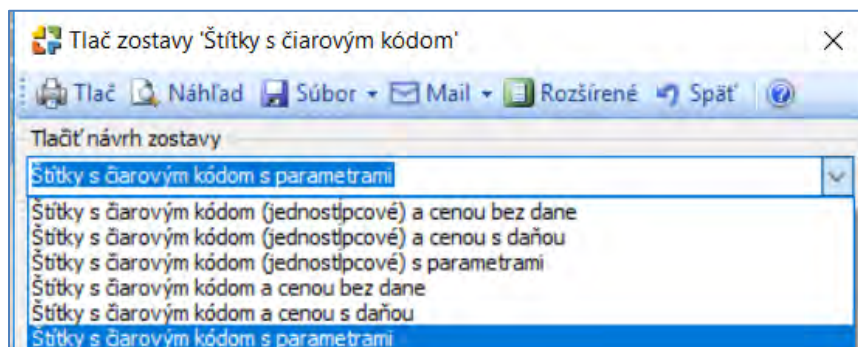 Tlač zostavy 'Štítky s čiarovým kódom'
Tlač Náhľad Súbor Mail Rozšírené Späť
Tlačiť návrh zostavy
Štítky s čiarovým kódom s parametrami
Štítky s čiarovým kódom (jednostĺpcové) a cenou bez dane
Štítky s čiarovým kódom (jednostĺpcové) a cenou s daňou
Štítky s čiarovým kódom (jednostĺpcové) s parametrami
Štítky s čiarovým kódom a cenou bez dane
Štítky s čiarovým kódom a cenou s daňou
Štítky s čiarovým kódom s parametrami